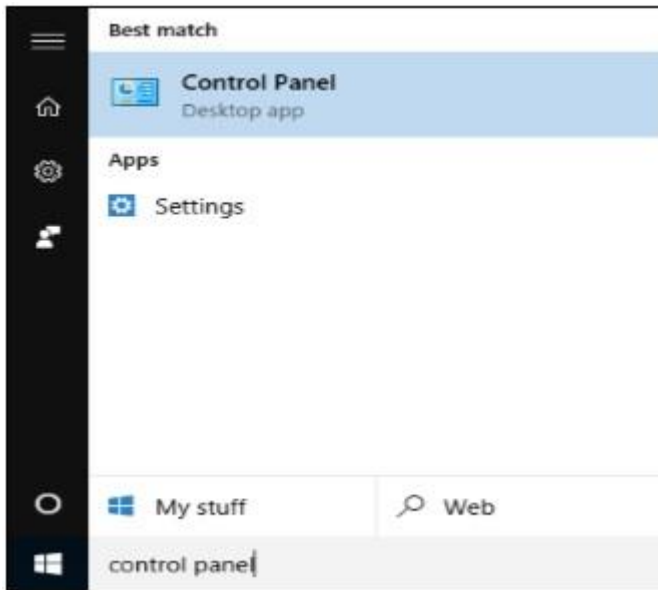 Best match
Control Panel
Desktop app
Apps
Settings
My stuff
Web
control panel